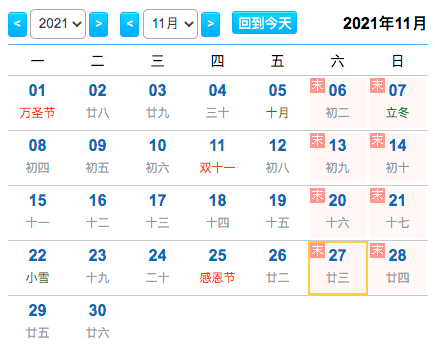 < 2021 > < 11月 > 回到今天 2021年11月
一 二 三 四 五 六 日
01 02 03 04 05 末 06 末 07
万圣节 廿八 廿九 三十 十月 初二 立冬
08 09 10 11 12 末 13 末 14
初四 初五 初六 双十一 初八 初九 初十
15 16 17 18 19 末 20 末 21
十一 十二 十三 十四 十五 十六 十七
22 23 24 25 26 末 27 末 28
小雪 十九 二十 感恩节 廿二 廿三 廿四
29 30
廿五 廿六